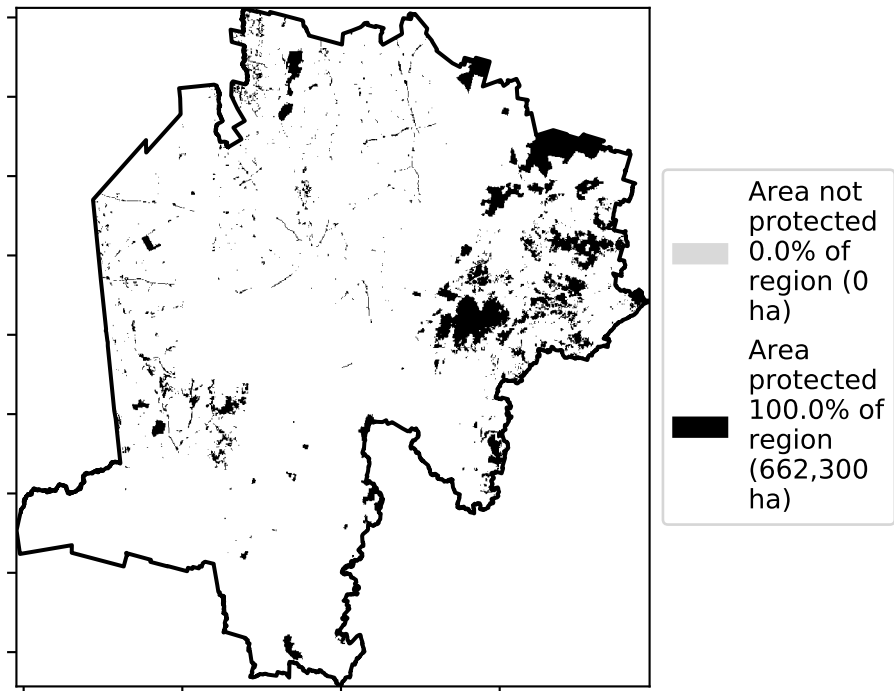 Area not
protected
0.0% of
region (0
ha)
Area
protected
100.0% of
region
(662,300
ha)